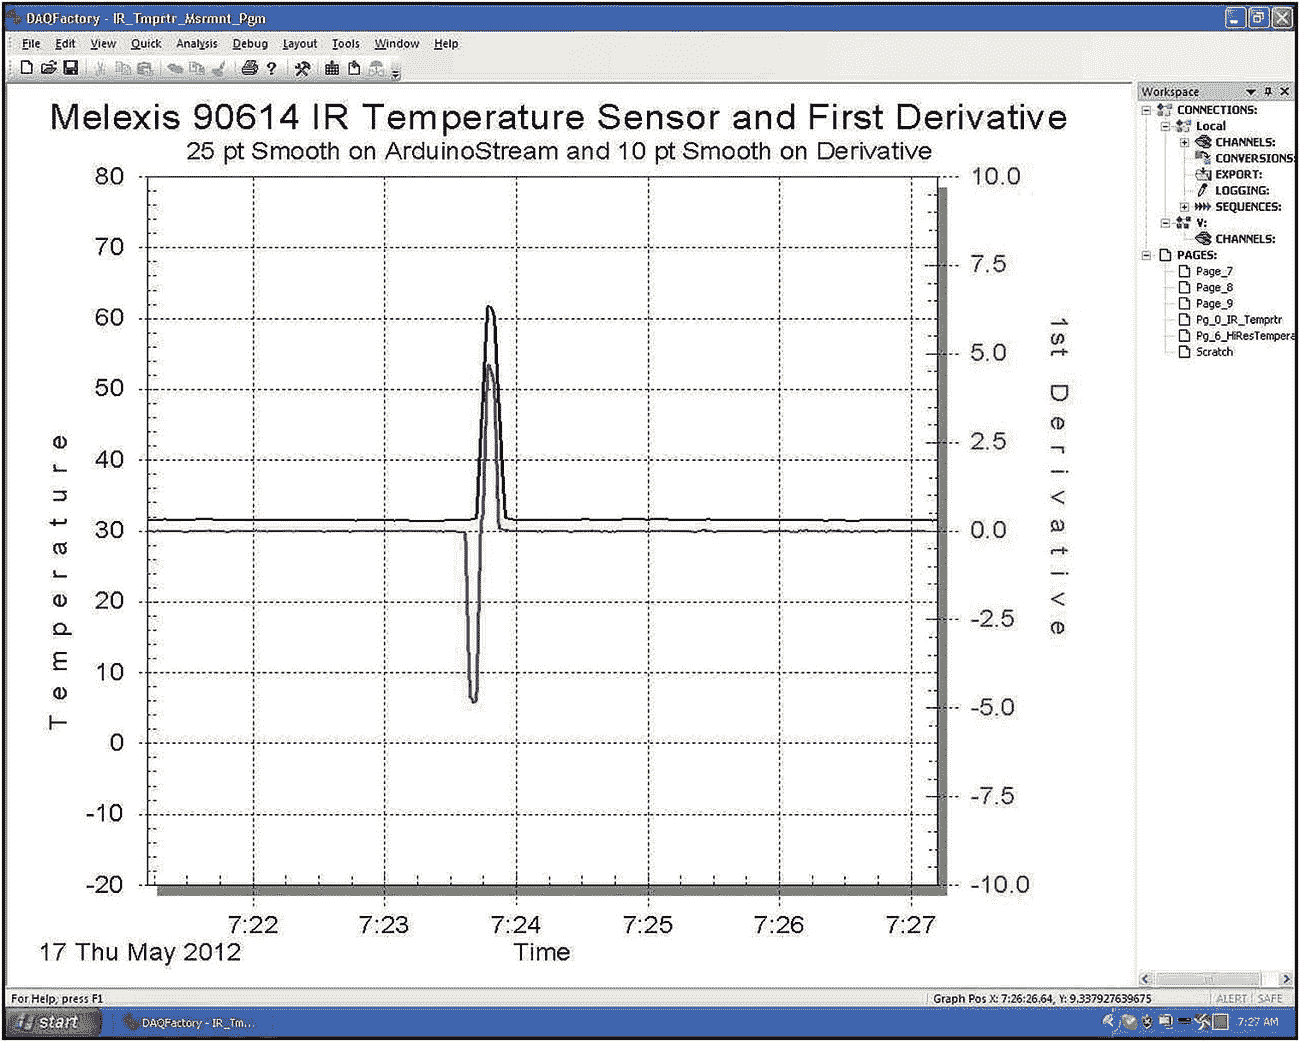 DAQFactory - IR_Tmprtr_Msrmnt_Pgm
File Edit View Quick Analysis Debug Layout Tools Window Help
Melexis 90614 IR Temperature Sensor and First Derivative
25 pt Smooth on ArduinoStream and 10 pt Smooth on Derivative
80
70
60
50
40
30
20
10
0
-10
-20
Temperature
10.0
7.5
5.0
2.5
0.0
-2.5
-5.0
-7.5
-10.0
1st Derivative
7:22 7:23 7:24 7:25 7:26 7:27
17 Thu May 2012 Time
Workspace
CONNECTIONS:
Local
CHANNELS:
CONVERSIONS:
EXPORT:
LOGGING:
SEQUENCES:
V:
CHANNELS:
PAGES:
Page_7
Page_8
Page_9
Pg_0_IR_Temprtr
Pg_6_HiResTempera
Scratch
For Help, press F1
Graph Pos X: 7:26:26.64, Y: 9.337927639675 ALERT SAFE
start DAQFactory - IR_Tm... 7:27 AM